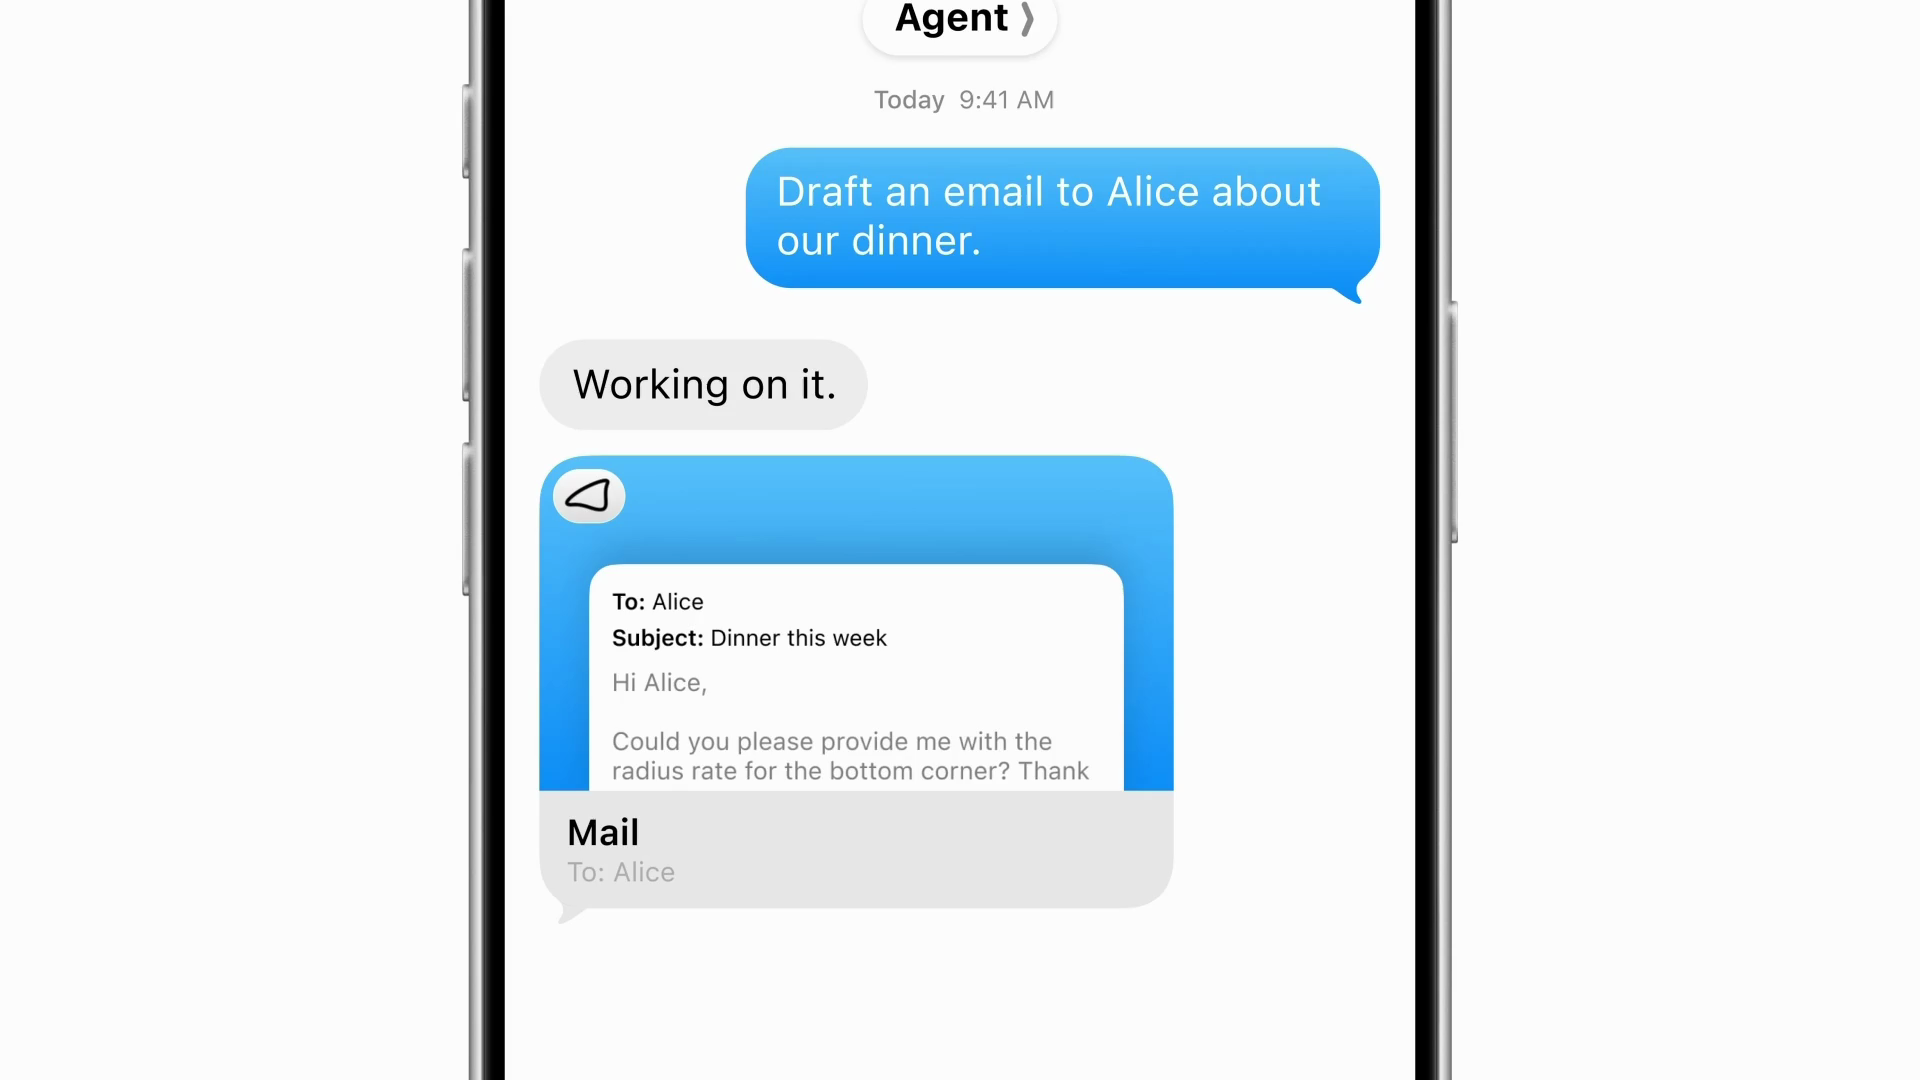 Agent
Today 9:41 AM
Draft an email to Alice about
our dinner.
Working on it.
To: Alice
Subject: Dinner this week
Hi Alice,
Could you please provide me with the
radius rate for the bottom corner? Thank
Mail
To: Alice